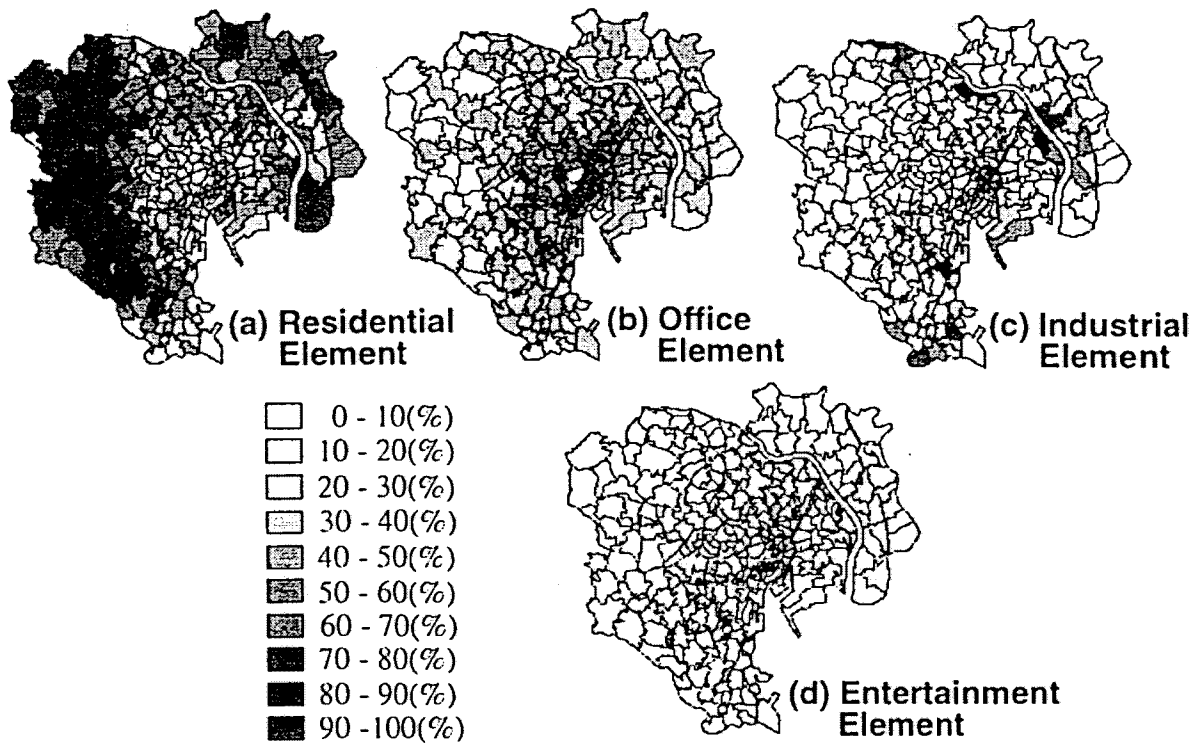 (a) Residential
Element
(b) Office
Element
(c) Industrial
Element
0 - 10(%)
10 - 20(%)
20 - 30(%)
30 - 40(%)
40 - 50(%)
50 - 60(%)
60 - 70(%)
70 - 80(%)
80 - 90(%)
90 -100(%)
(d) Entertainment
Element